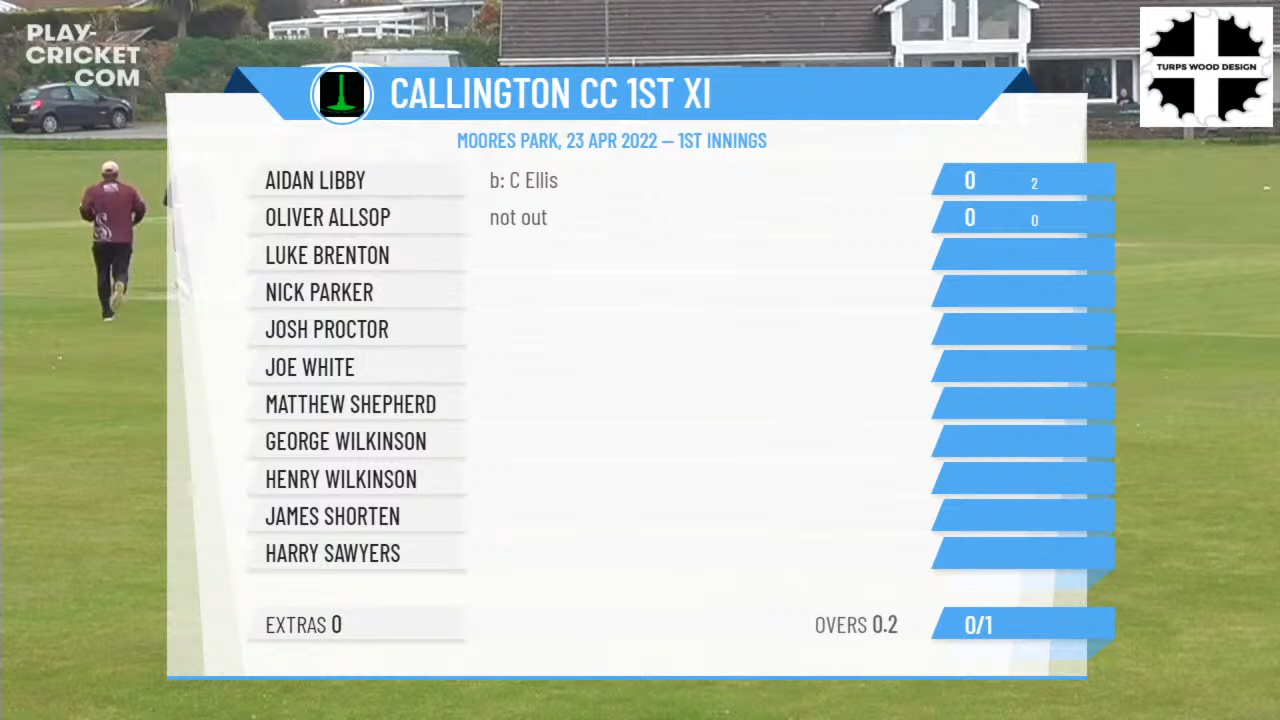 PLAY-
CRICKET
COM
TURPS WOOD DESIGN
CALLINGTON CC 1ST XI
MOORES PARK, 23 APR 2022 – 1ST INNINGS
AIDAN LIBBY b: C Ellis 0 2
OLIVER ALLSOP not out 0 0
LUKE BRENTON
NICK PARKER
JOSH PROCTOR
JOE WHITE
MATTHEW SHEPHERD
GEORGE WILKINSON
HENRY WILKINSON
JAMES SHORTEN
HARRY SAWYERS
EXTRAS 0 OVERS 0.2 0/1